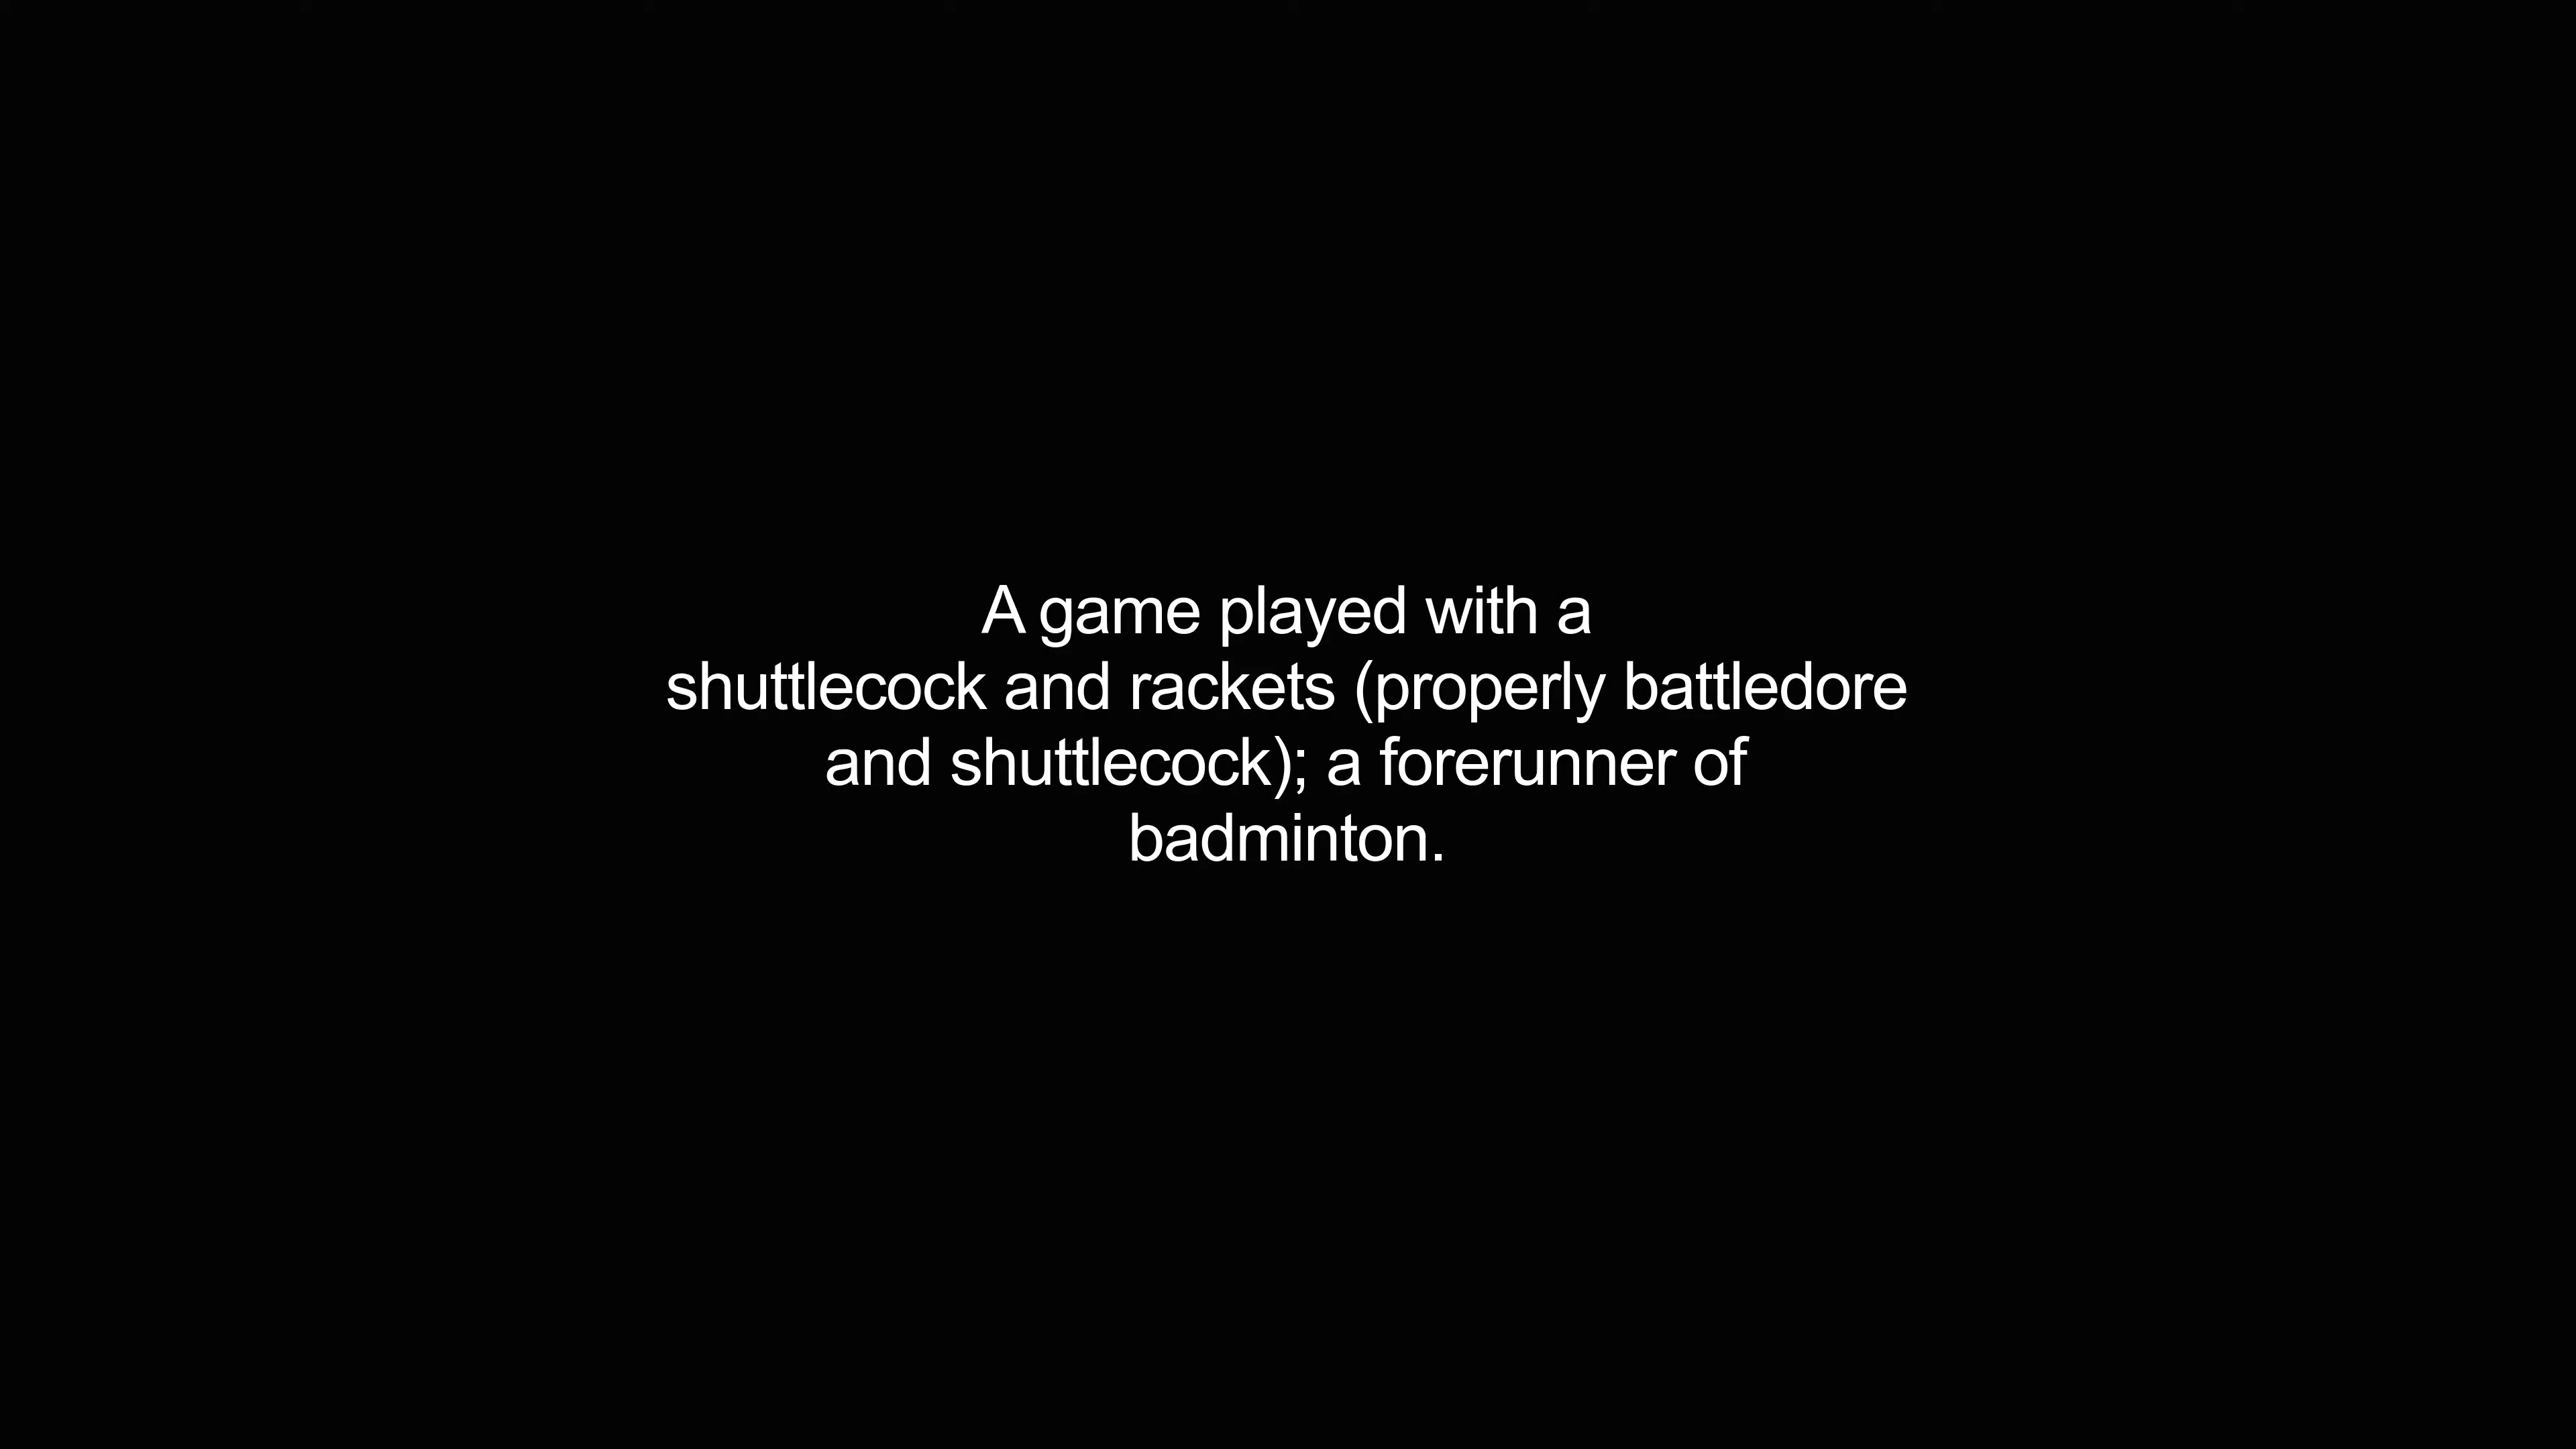 A game played with a
shuttlecock and rackets (properly battledore
and shuttlecock); a forerunner of
badminton.